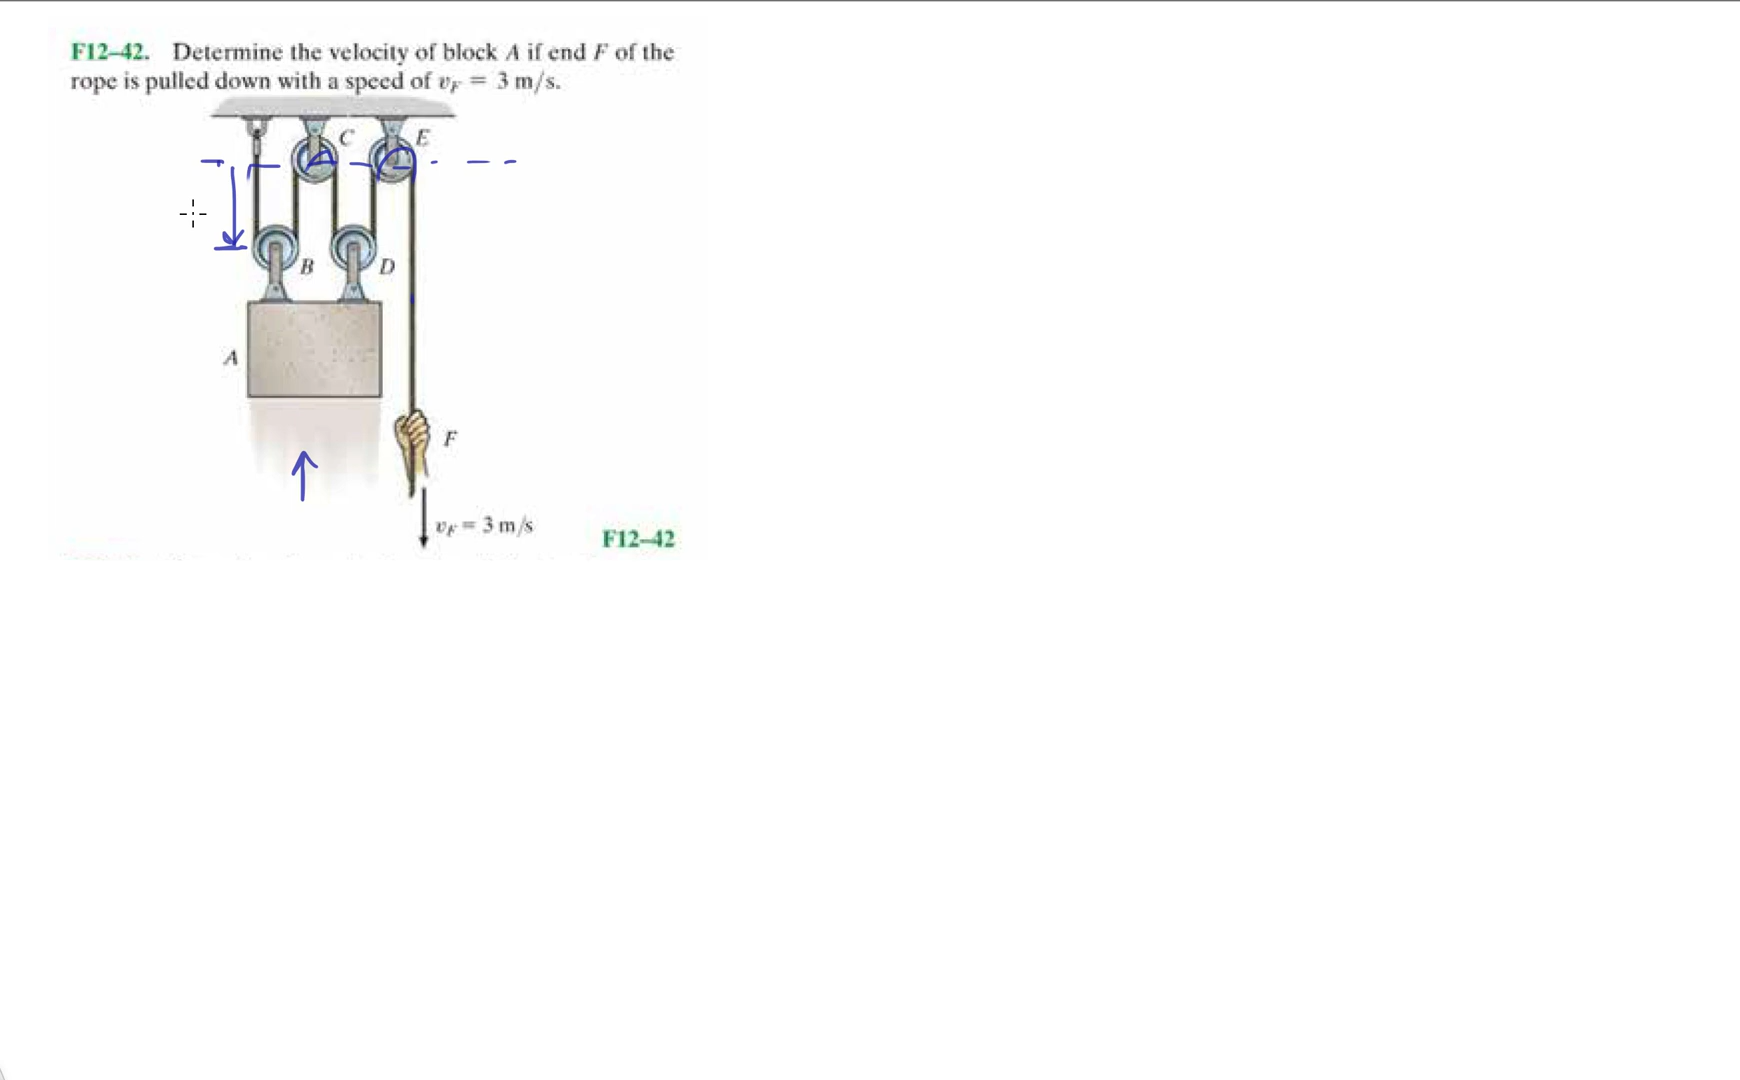 F12–42. Determine the velocity of block A if end F of the
rope is pulled down with a speed of v_F = 3 m/s.
C
E
B
D
A
F
v_F = 3 m/s
F12–42